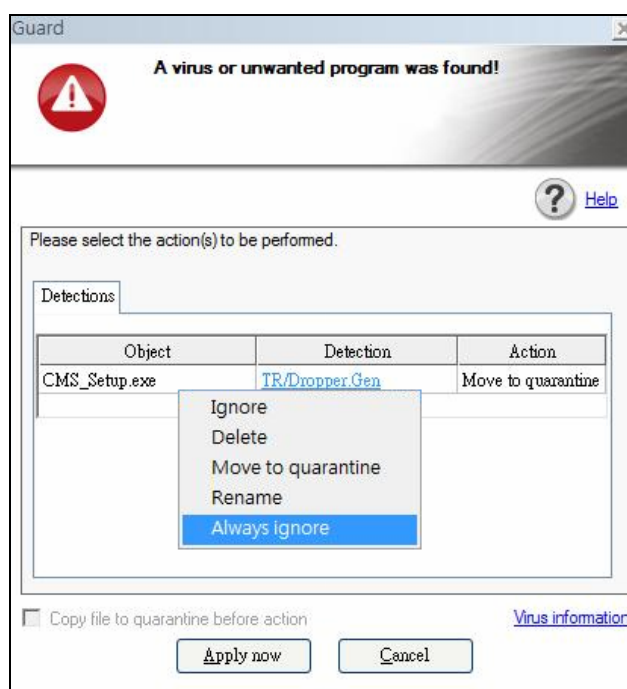 Guard
A virus or unwanted program was found!
Help
Please select the action(s) to be performed.
Detections
Object Detection Action
CMS_Setup.exe TR/Dropper.Gen Move to quarantine
Ignore
Delete
Move to quarantine
Rename
Always ignore
Copy file to quarantine before action Virus information
Apply now Cancel